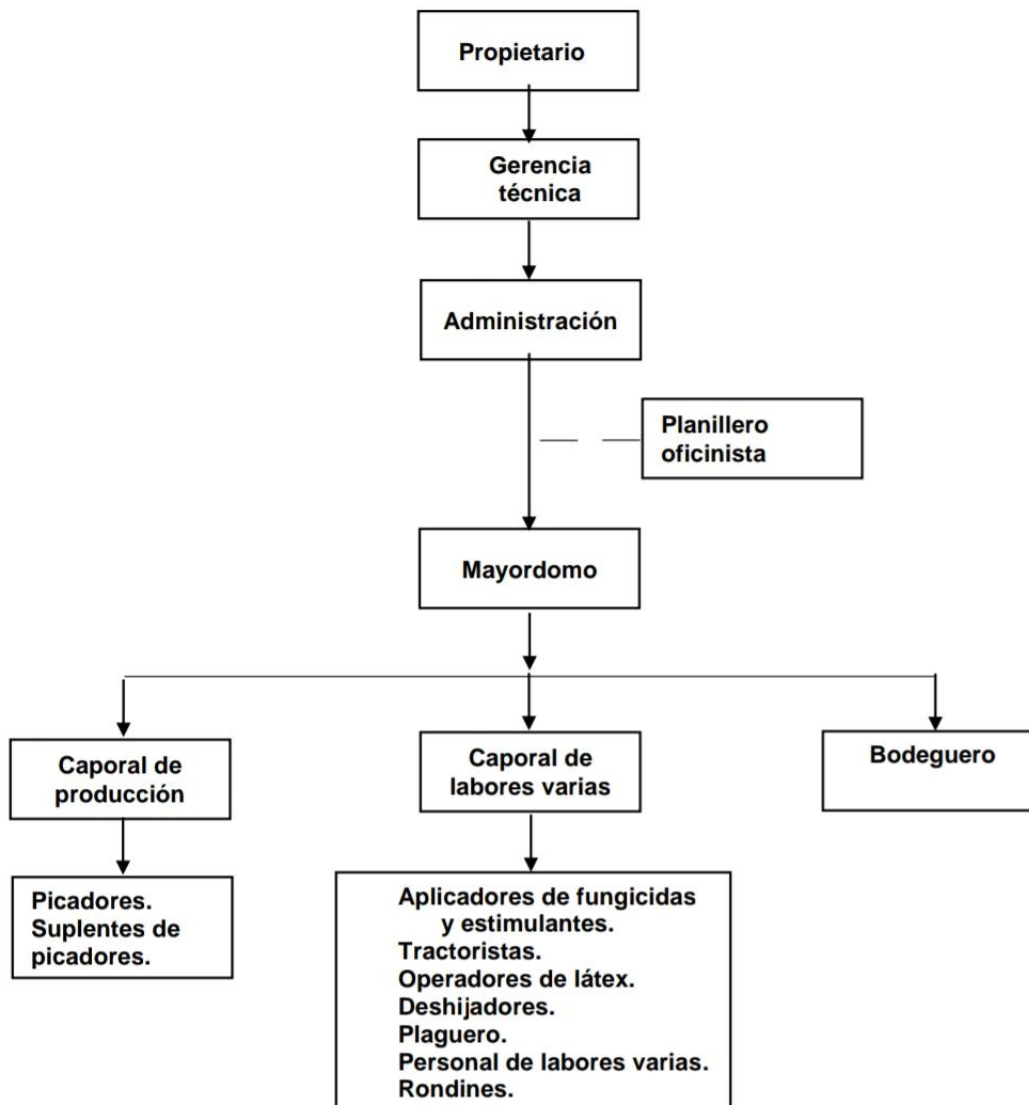 Propietario
Gerencia
técnica
Administración
Planillero
oficinista
Mayordomo
Caporal de
producción
Caporal de
labores varias
Bodeguero
Picadores.
Suplentes de
picadores.
Aplicadores de fungicidas
y estimulantes.
Tractoristas.
Operadores de látex.
Deshijadores.
Plaguero.
Personal de labores varias.
Rondines.